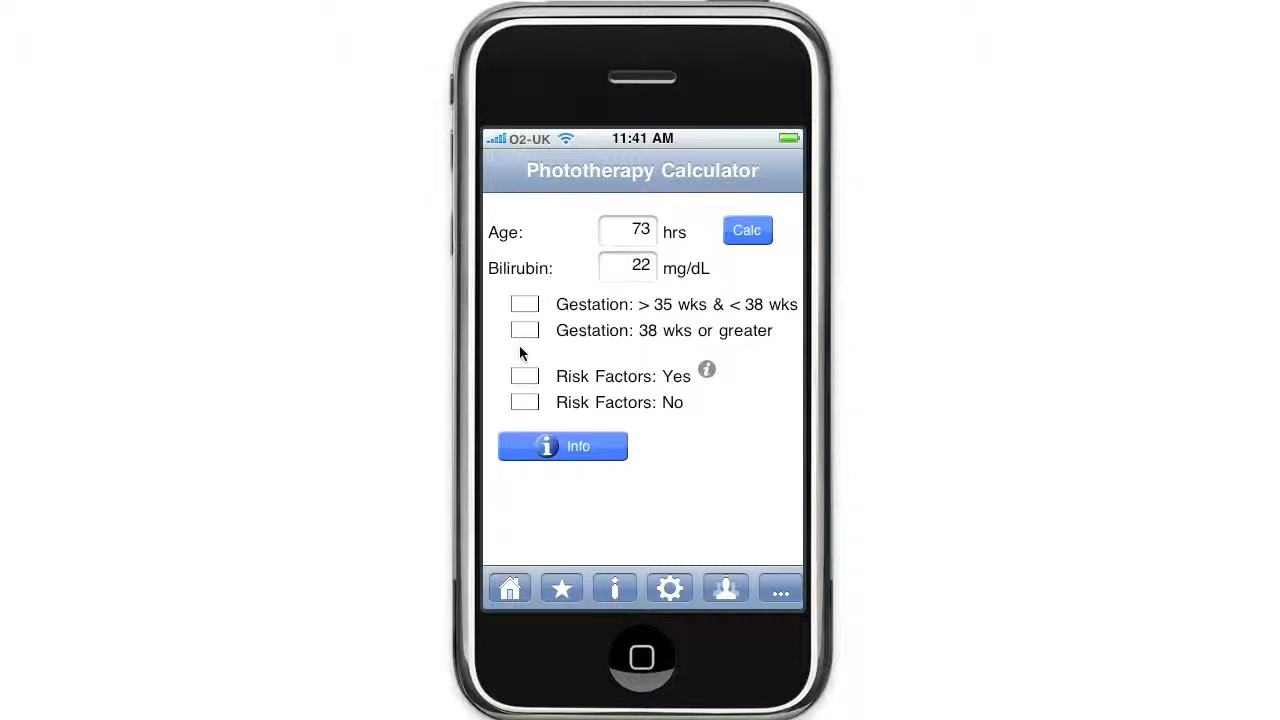 O2-UK 11:41 AM
Phototherapy Calculator
Age: 73 hrs Calc
Bilirubin: 22 mg/dL
Gestation: > 35 wks & < 38 wks
Gestation: 38 wks or greater
Risk Factors: Yes i
Risk Factors: No
i Info